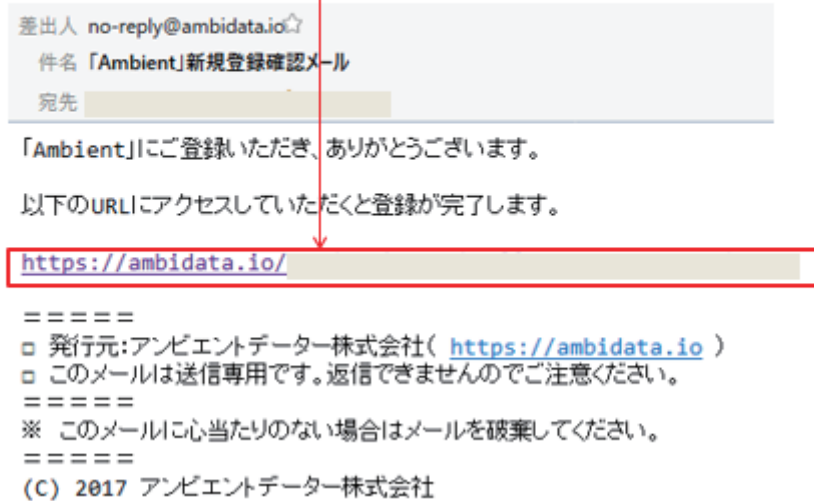 差出人 no-reply@ambidata.io☆
件名 「Ambient」新規登録確認メール
宛先
「Ambient」にご登録いただき、ありがとうございます。
以下のURLにアクセスしていただくと登録が完了します。
https://ambidata.io/
=====
□ 発行元:アンビエントデーター株式会社( https://ambidata.io )
□ このメールは送信専用です。返信できませんのでご注意ください。
=====
※ このメールに心当たりのない場合はメールを破棄してください。
=====
(C) 2017 アンビエントデーター株式会社